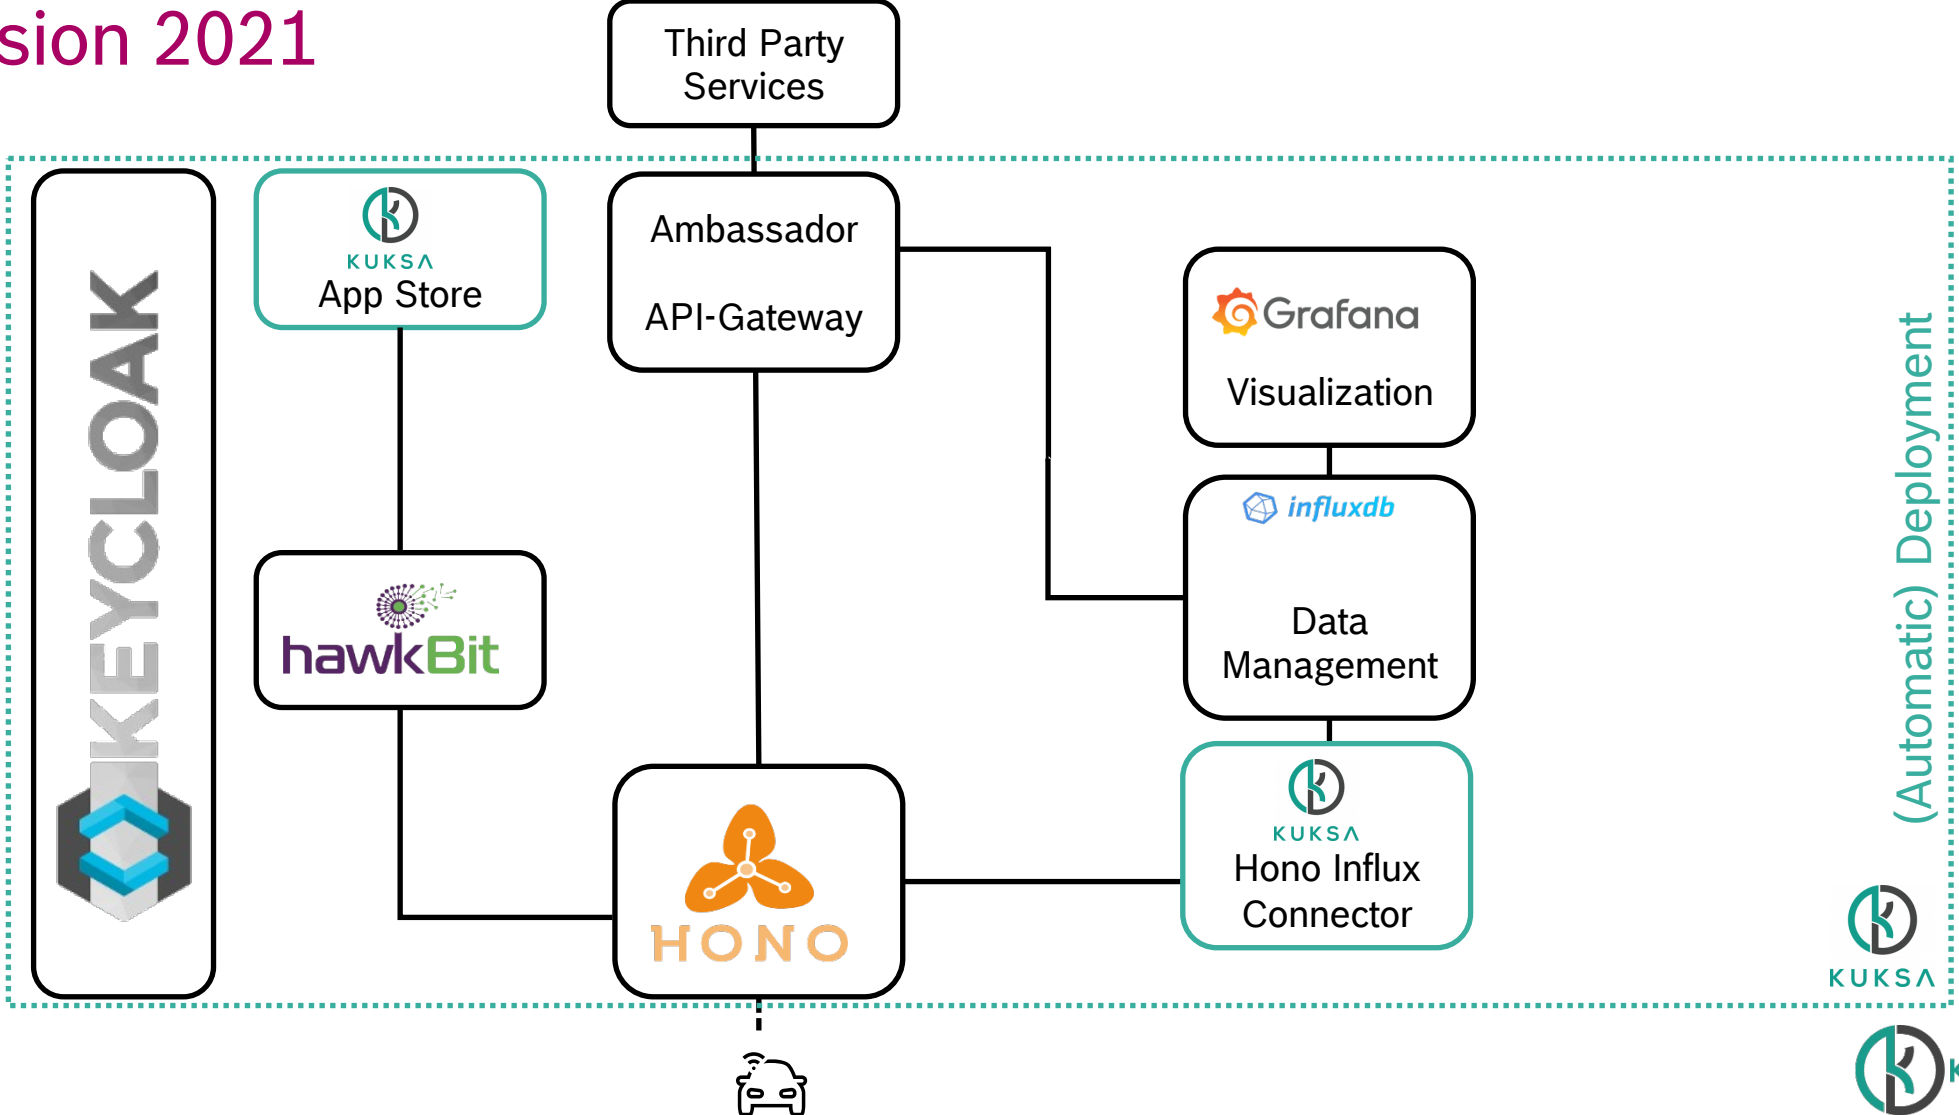 sion 2021
Third Party
Services
KEYCLOAK
KUKSA
App Store
Ambassador
API-Gateway
Grafana
Visualization
influxdb
Data
Management
hawkBit
HONO
KUKSA
Hono Influx
Connector
(Automatic) Deployment
KUKSA